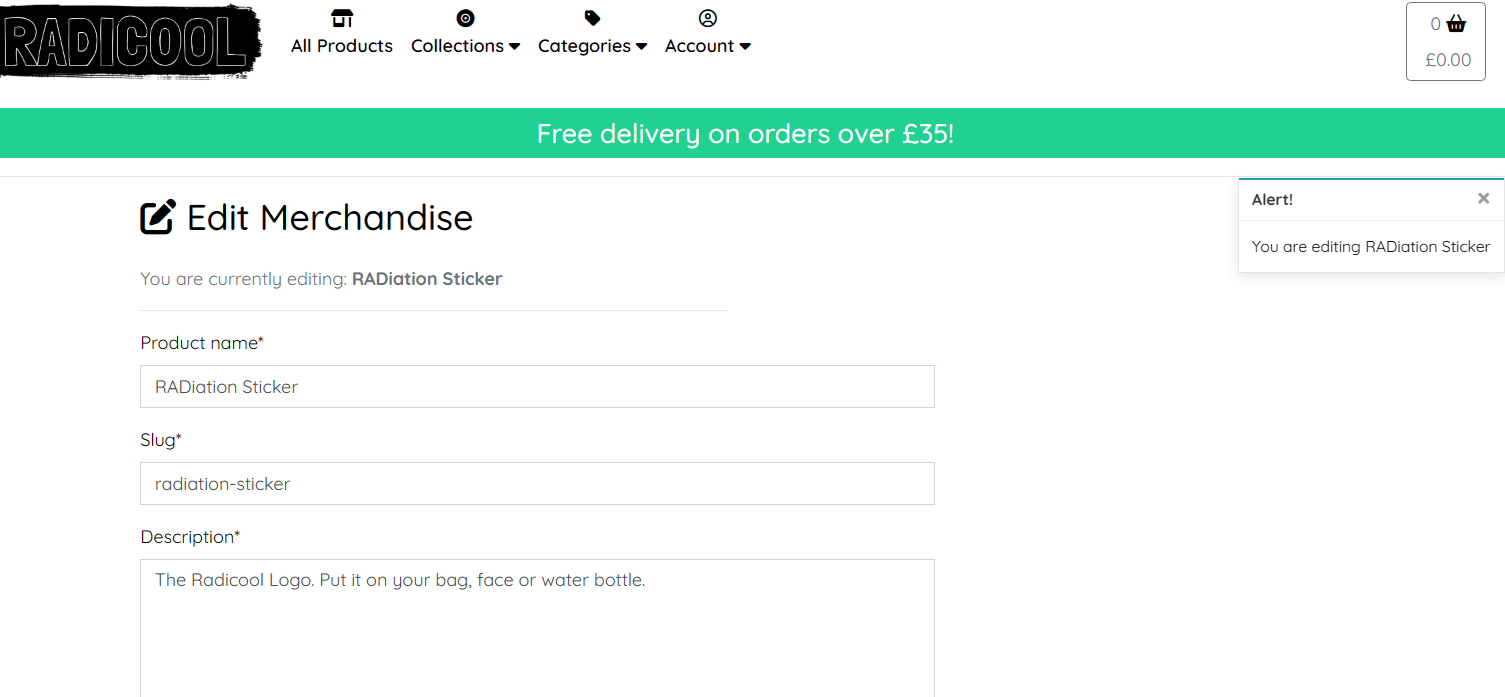 RADICOOL
All Products Collections Categories Account
0
£0.00
Free delivery on orders over £35!
Alert!
You are editing RADiation Sticker
Edit Merchandise
You are currently editing: RADiation Sticker
Product name*
RADiation Sticker
Slug*
radiation-sticker
Description*
The Radicool Logo. Put it on your bag, face or water bottle.